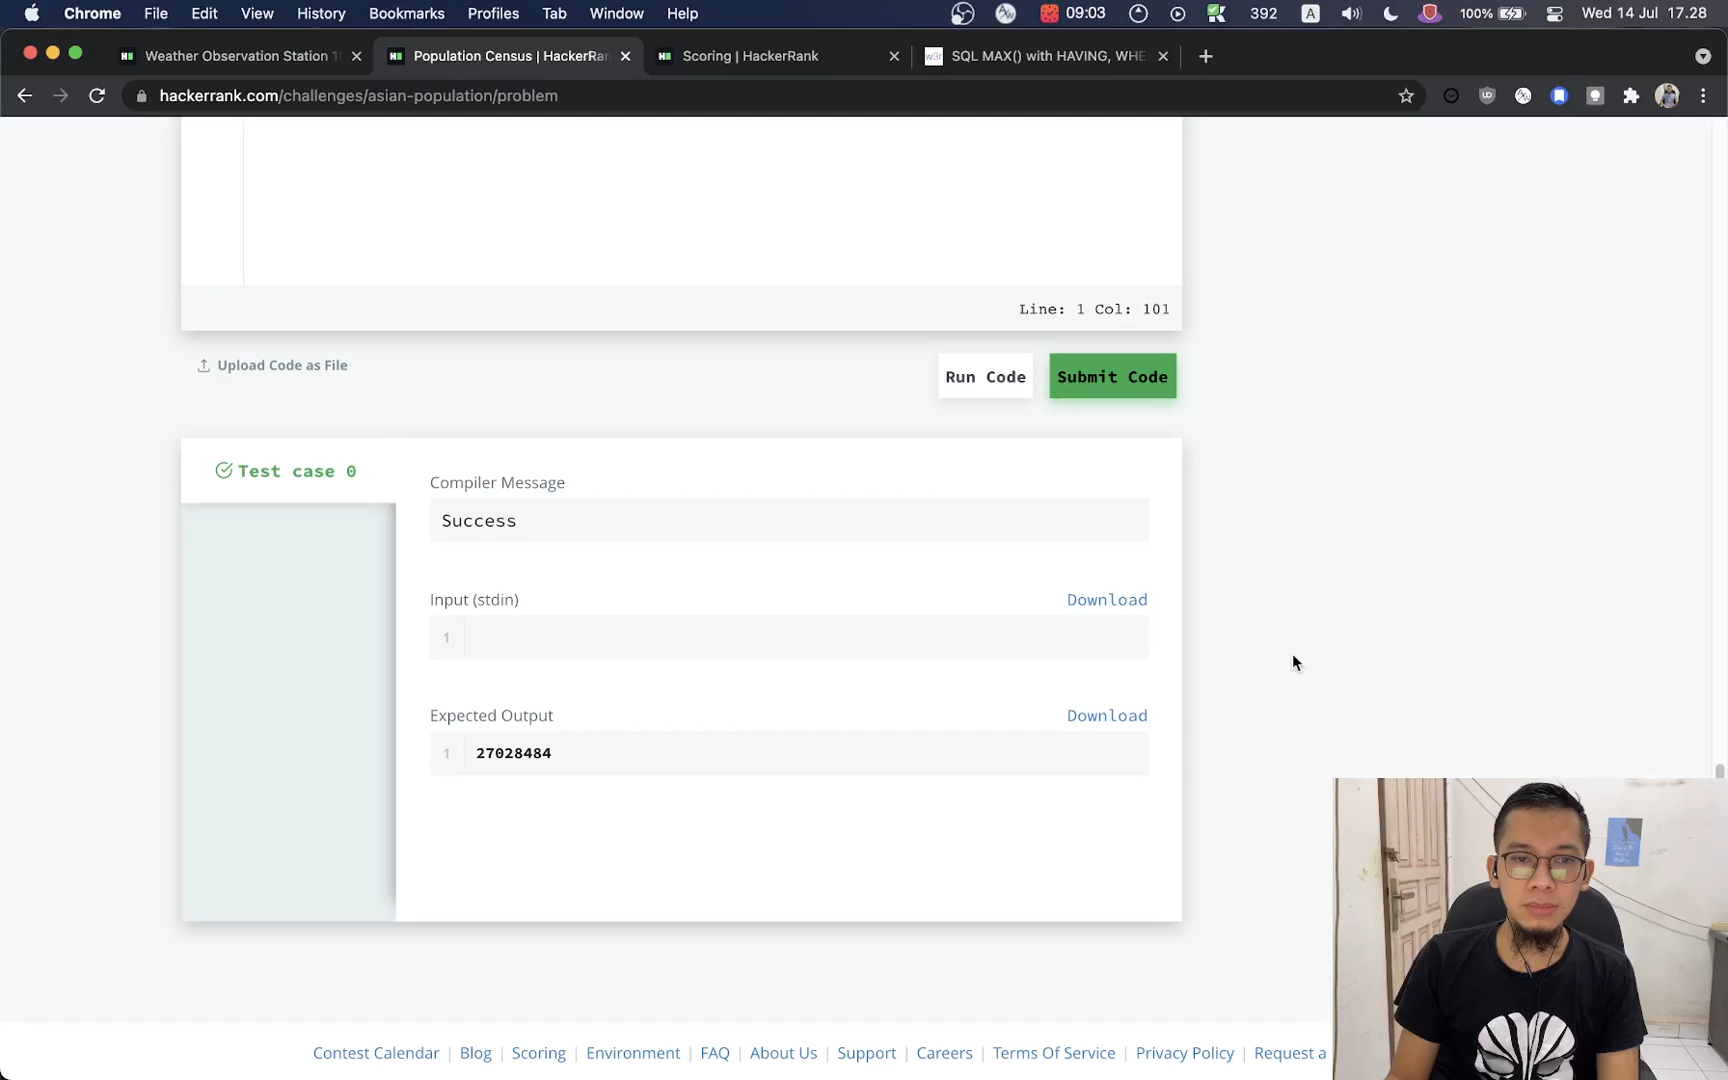 Chrome File Edit View History Bookmarks Profiles Tab Window Help 09:03 392 A 100% Wed 14 Jul 17.28
Weather Observation Station 1
Population Census | HackerRan
Scoring | HackerRank
w3r SQL MAX() with HAVING, WHE
hackerrank.com/challenges/asian-population/problem
Line: 1 Col: 101
Upload Code as File
Run Code
Submit Code
Test case 0
Compiler Message
Success
Input (stdin)
Download
1
Expected Output
Download
1 27028484
Contest Calendar | Blog | Scoring | Environment | FAQ | About Us | Support | Careers | Terms Of Service | Privacy Policy | Request a